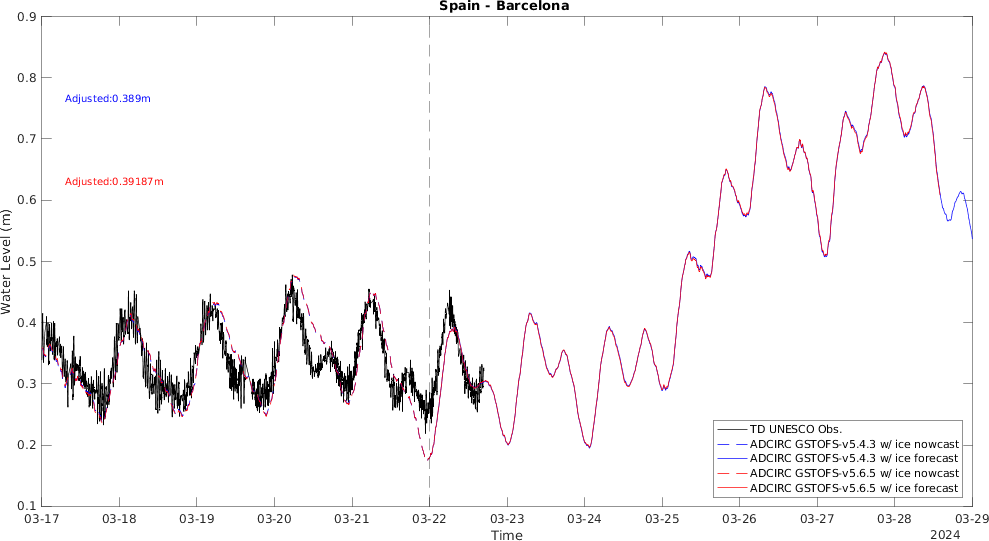 Spain - Barcelona
0.9
0.8
0.7
0.6
0.5
0.4
0.3
0.2
0.1
Water Level (m)
Adjusted:0.389m
Adjusted:0.39187m
TD UNESCO Obs.
ADCIRC GSTOFS-v5.4.3 w/ ice nowcast
ADCIRC GSTOFS-v5.4.3 w/ ice forecast
ADCIRC GSTOFS-v5.6.5 w/ ice nowcast
ADCIRC GSTOFS-v5.6.5 w/ ice forecast
03-17 03-18 03-19 03-20 03-21 03-22 03-23 03-24 03-25 03-26 03-27 03-28 03-29
Time
2024